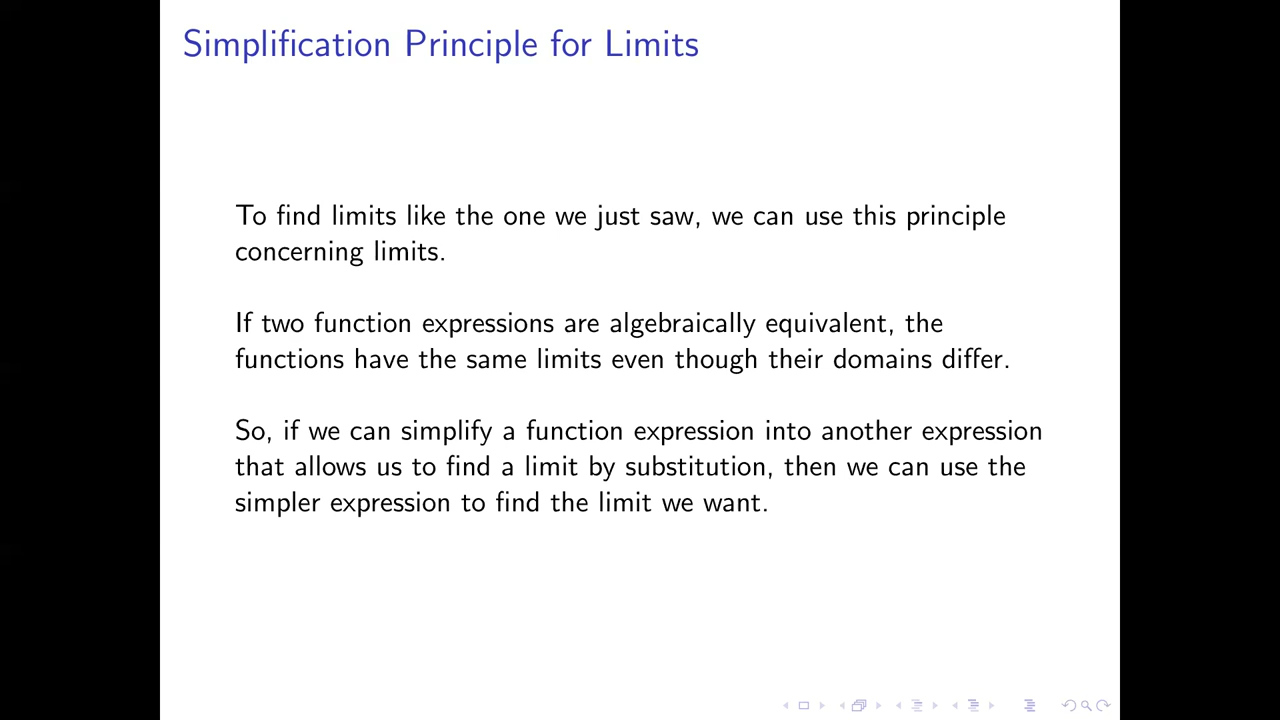 Simplification Principle for Limits
To find limits like the one we just saw, we can use this principle
concerning limits.
If two function expressions are algebraically equivalent, the
functions have the same limits even though their domains differ.
So, if we can simplify a function expression into another expression
that allows us to find a limit by substitution, then we can use the
simpler expression to find the limit we want.